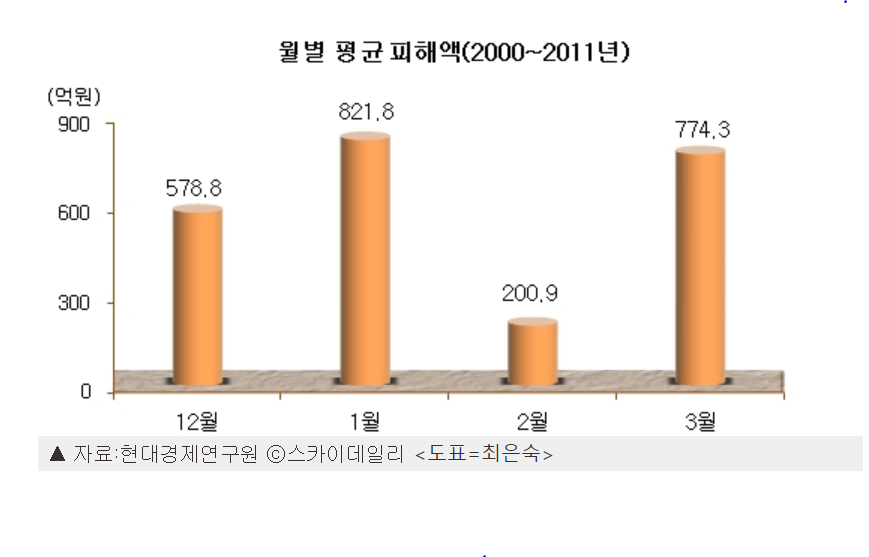 월별 평균 피해액(2000~2011년)
(억원)
900
821.8
774.3
578.8
600
300
200.9
0
12월 1월 2월 3월
▲ 자료:현대경제연구원 ⓒ스카이데일리 <도표=최은숙>